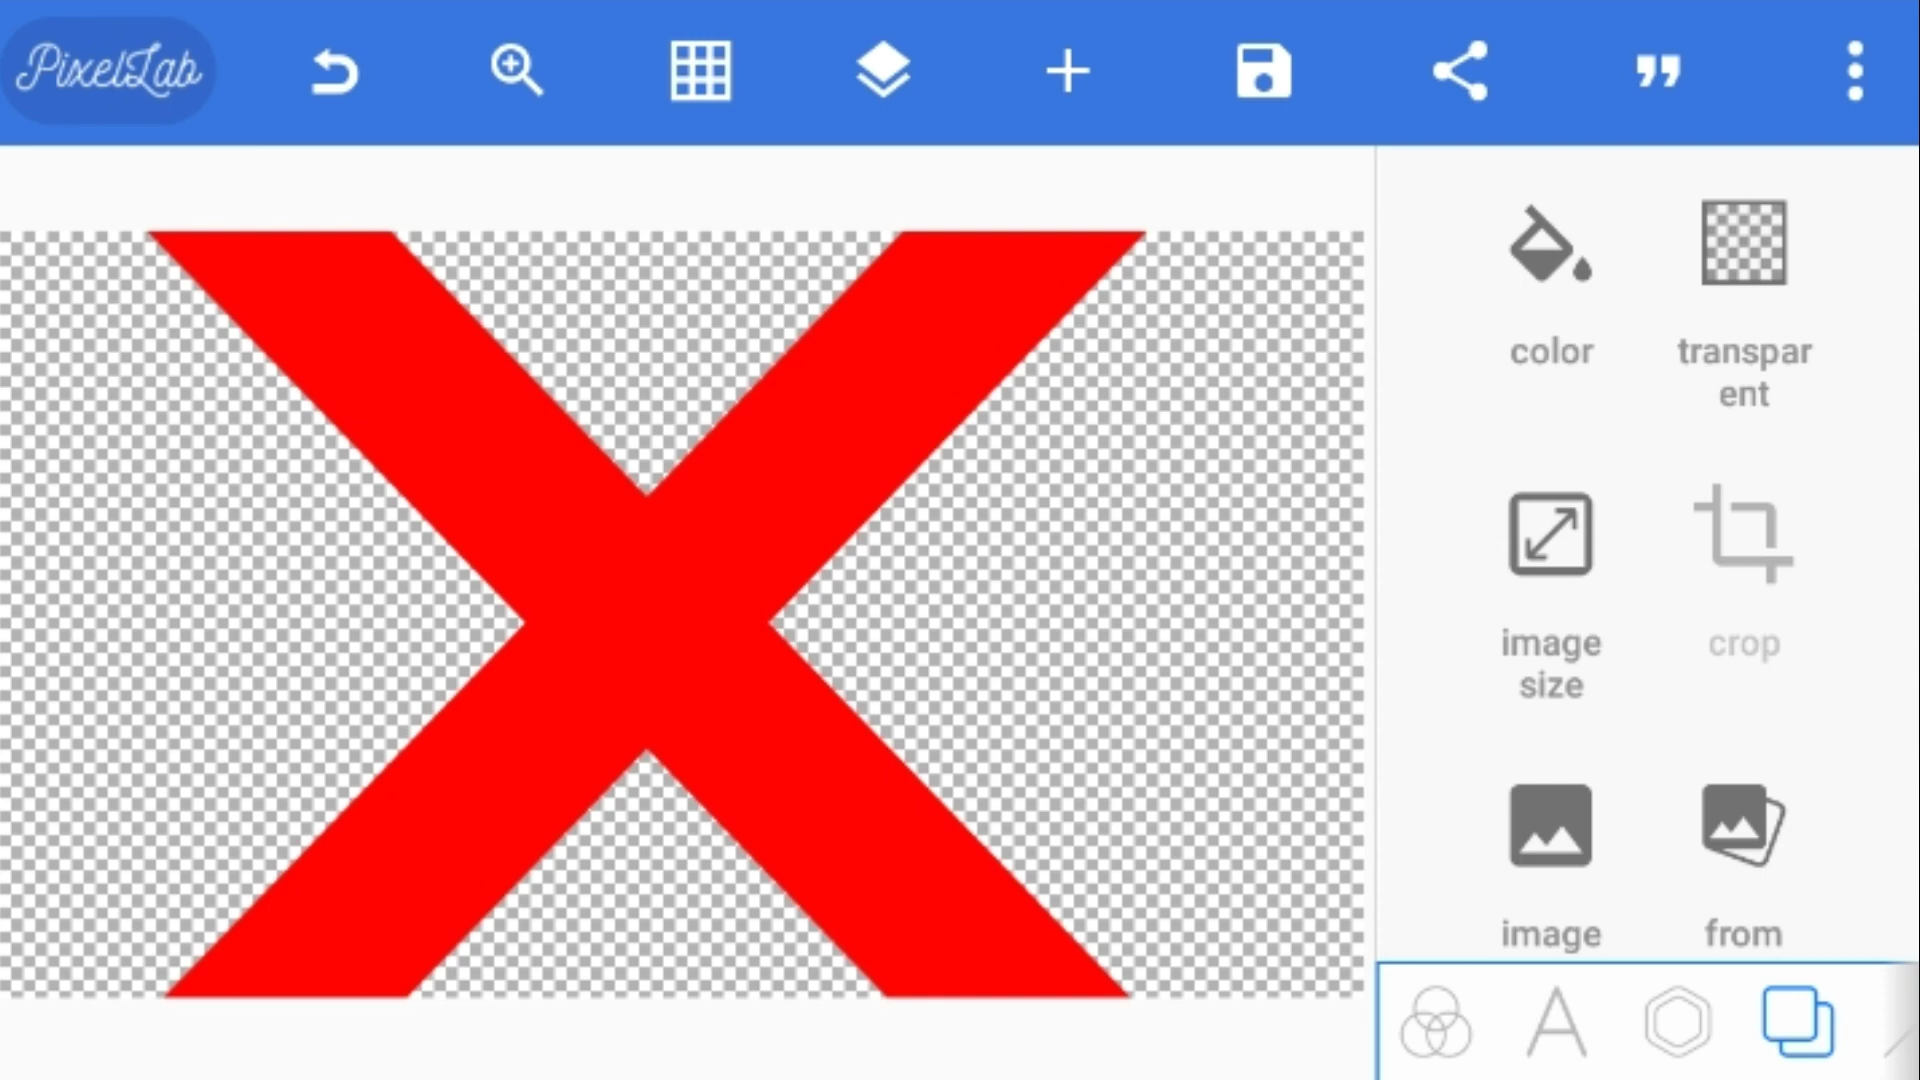 PixelLab
color
transpar
ent
image
size
crop
image
from